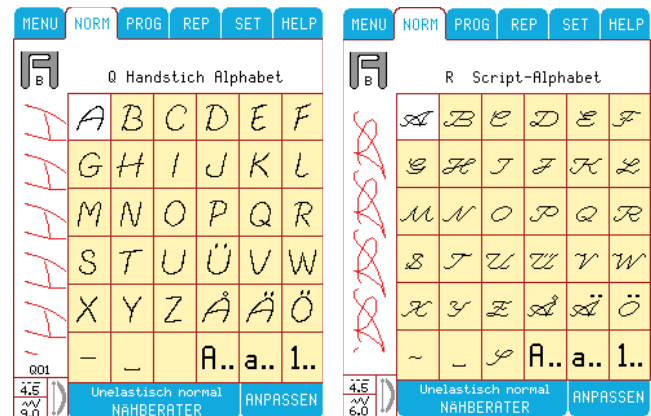 MENU NORM PROG REP SET HELP
B
Q Handstich Alphabet
A B C D E F
G H I J K L
M N O P Q R
S T U Ü V W
X Y Z Å Ä Ö
– _ A.. a.. 1..
Q01
4.5
9.0
Unelastisch normal
NÄHBERATER
ANPASSEN
MENU NORM PROG REP SET HELP
B
R Script-Alphabet
A B C D E F
G H I J K L
M N O P Q R
S T U Ü V W
X Y Z Å Ä Ö
~ _ & A.. a.. 1..
4.5
6.0
Unelastisch normal
NÄHBERATER
ANPASSEN